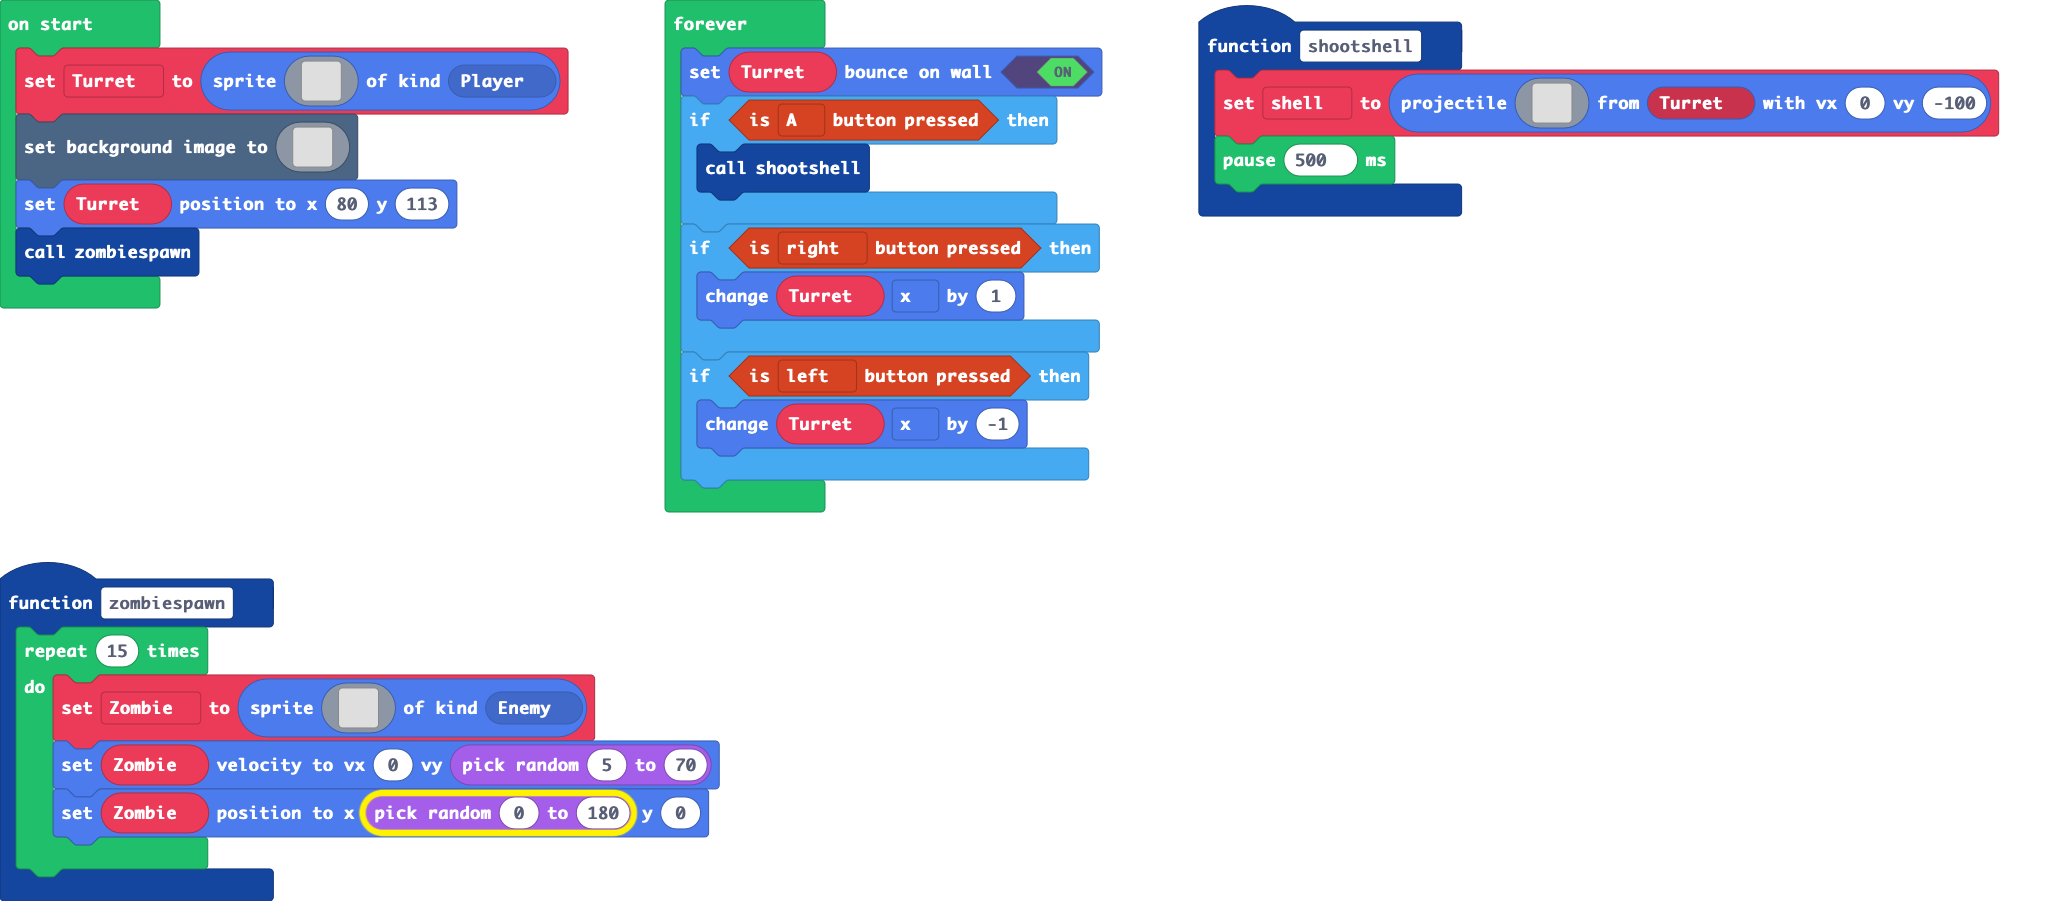 on start
set Turret to sprite of kind Player
set background image to
set Turret position to x 80 y 113
call zombiespawn
forever
set Turret bounce on wall ON
if is A button pressed then
call shootshell
if is right button pressed then
change Turret x by 1
if is left button pressed then
change Turret x by -1
function shootshell
set shell to projectile from Turret with vx 0 vy -100
pause 500 ms
function zombiespawn
repeat 15 times
do
set Zombie to sprite of kind Enemy
set Zombie velocity to vx 0 vy pick random 5 to 70
set Zombie position to x pick random 0 to 180 y 0